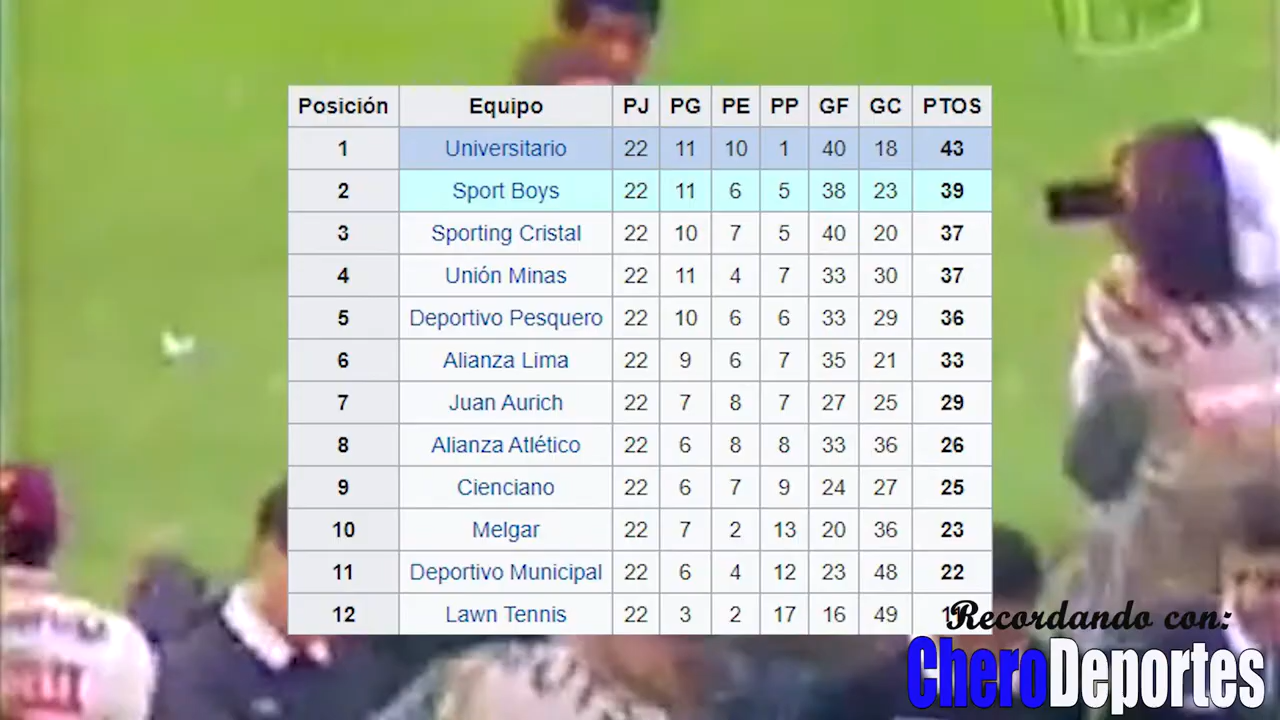 Posición Equipo PJ PG PE PP GF GC PTOS
1 Universitario 22 11 10 1 40 18 43
2 Sport Boys 22 11 6 5 38 23 39
3 Sporting Cristal 22 10 7 5 40 20 37
4 Unión Minas 22 11 4 7 33 30 37
5 Deportivo Pesquero 22 10 6 6 33 29 36
6 Alianza Lima 22 9 6 7 35 21 33
7 Juan Aurich 22 7 8 7 27 25 29
8 Alianza Atlético 22 6 8 8 33 36 26
9 Cienciano 22 6 7 9 24 27 25
10 Melgar 22 7 2 13 20 36 23
11 Deportivo Municipal 22 6 4 12 23 48 22
12 Lawn Tennis 22 3 2 17 16 49
Recordando con:
CheroDeportes